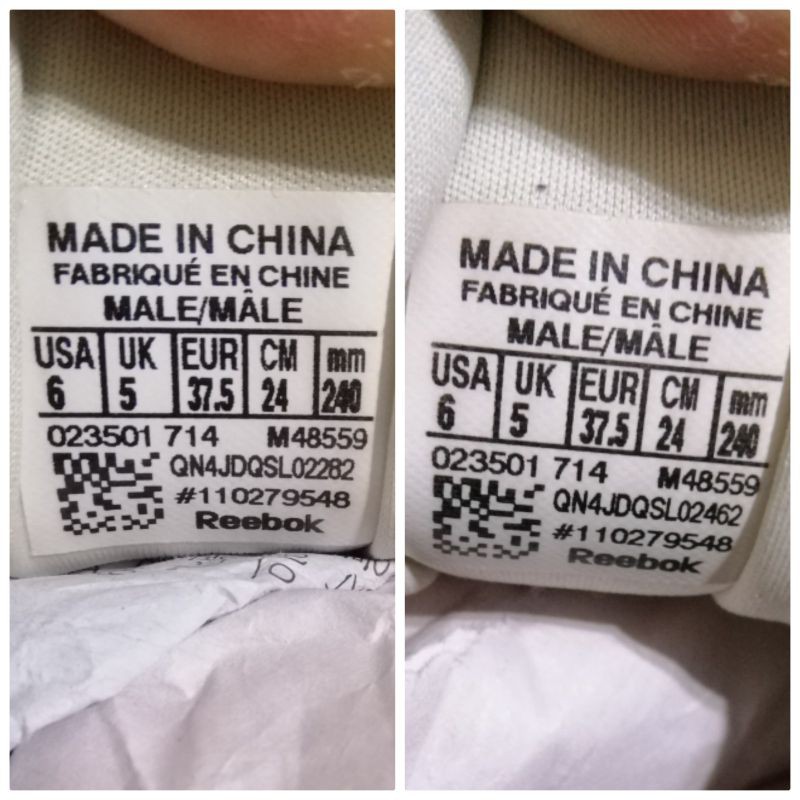 MADE IN CHINA
FABRIQUÉ EN CHINE
MALE/MÂLE
USA UK EUR CM mm
6 5 37.5 24 240
023501 714 M48559
QN4JDQSL02282
#110279548
Reebok
MADE IN CHINA
FABRIQUÉ EN CHINE
MALE/MÂLE
USA UK EUR CM mm
6 5 37.5 24 240
023501 714 M48559
QN4JDQSL02462
#110279548
Reebok